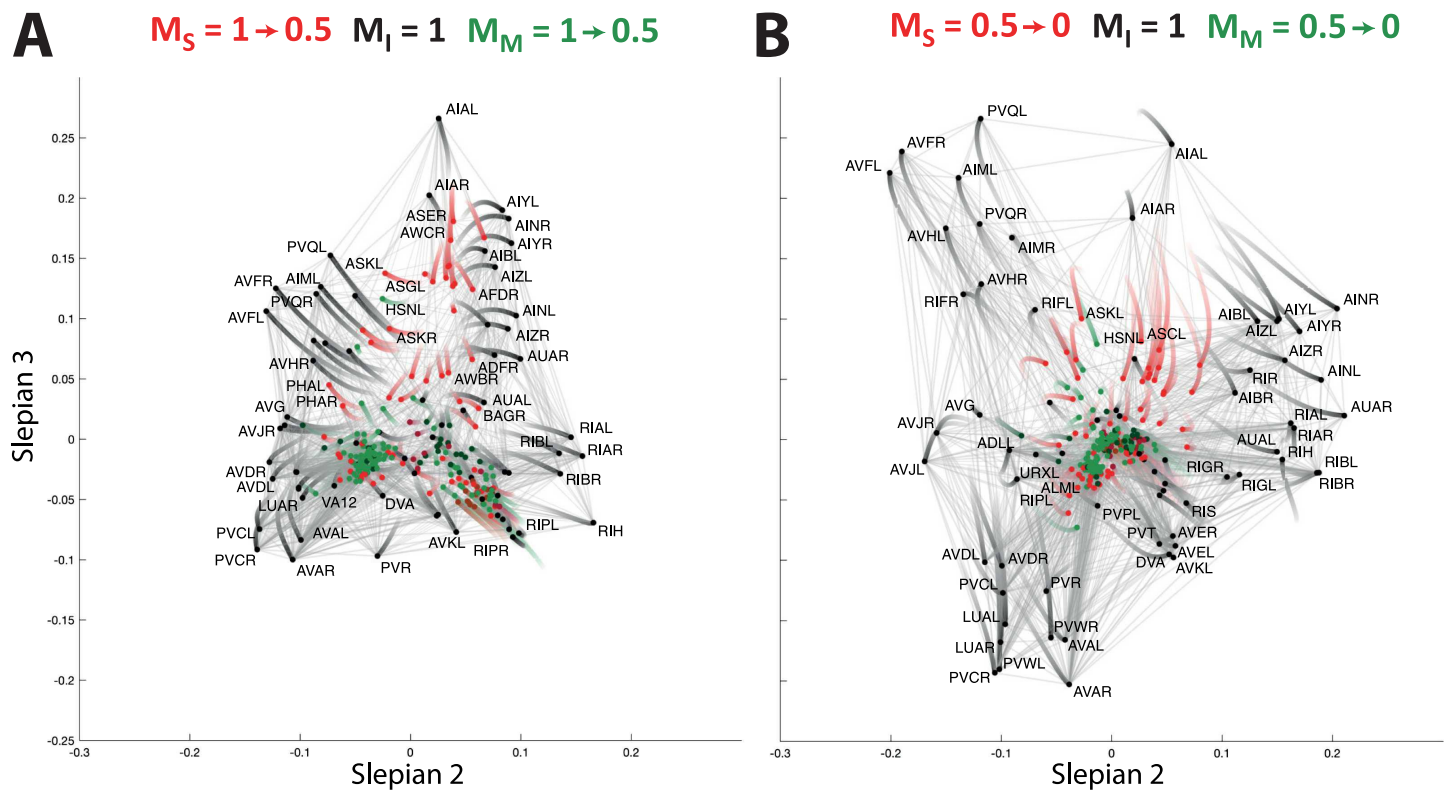 A
M_S = 1→0.5 M_I = 1 M_M = 1→0.5
Slepian 3
0.25
0.2
0.15
0.1
0.05
0
-0.05
-0.1
-0.15
-0.2
-0.25
-0.3
-0.2
-0.1
0
0.1
0.2
Slepian 2
AIAL
AIAR
AIYL
ASER
AINR
AWCR
AIYR
PVQL
AIBL
ASKL
AIZL
AVFR
AIML
ASGL
AFDR
PVQR
HSNL
AINL
AVFL
ASKR
AIZR
AVHR
ADFR
AUAR
PHAL
AWBR
PHAR
AUAL
AVG
BAGR
AVJR
RIAL
RIBL
RIAR
AVDR
AVDL
RIBR
LUAR
VA12
DVA
PVCL
AVAL
RIPL
RIH
AVKL
PVCR
RIPR
AVAR
PVR
B
M_S = 0.5→0 M_I = 1 M_M = 0.5→0
-0.3
-0.2
-0.1
0
0.1
0.2
Slepian 2
PVQL
AVFR
AIAL
AVFL
AIML
AIAR
PVQR
AVHL
AIMR
AVHR
RIFR
RIFL
AINR
ASKL
AIBL
AIYL
HSNL
ASCL
AIZL
AIYR
AIZR
RIR
AINL
AIBR
AVG
RIAL
AUAR
AVJR
RIAR
ADLL
AUAL
RIH
AVJL
URXL
RIGR
RIBL
ALML
RIGL
RIBR
RIPL
PVPL
RIS
PVT
AVER
AVDL
AVDR
AVEL
DVA
AVKL
PVCL
PVR
LUAL
PVWR
LUAR
AVAL
PVWL
PVCR
AVAR